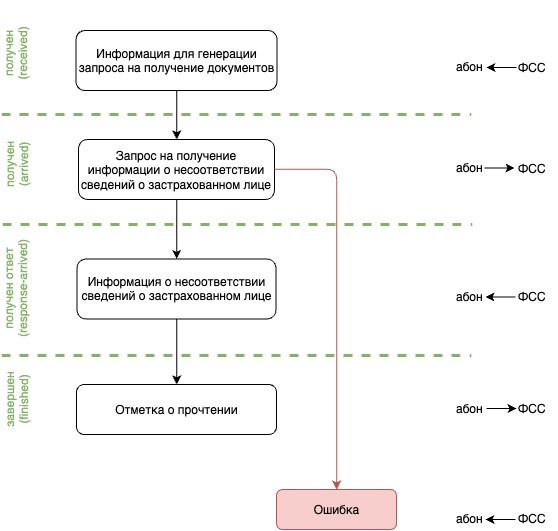 получен
(received)
Информация для генерации
запроса на получение документов
абон ФСС
получен
(arrived)
Запрос на получение
информации о несоответствии
сведений о застрахованном лице
абон ФСС
получен ответ
(response-arrived)
Информация о несоответствии
сведений о застрахованном лице
абон ФСС
завершен
(finished)
Отметка о прочтении
абон ФСС
Ошибка
абон ФСС